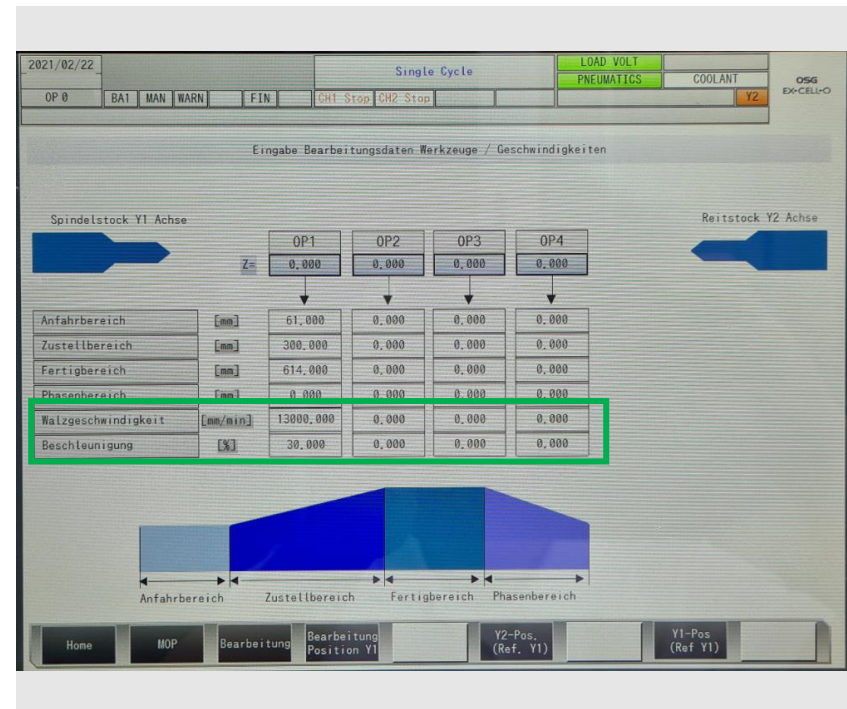 2021/02/22
Single Cycle
LOAD VOLT
PNEUMATICS COOLANT
OSG
EX-CELL-O
OP 0 BA1 MAN WARN FIN CH1 Stop CH2 Stop Y2
Eingabe Bearbeitungsdaten Werkzeuge / Geschwindigkeiten
Spindelstock Y1 Achse
Reitstock Y2 Achse
OP1 OP2 OP3 OP4
Z= 0.000 0.000 0.000 0.000
Anfahrbereich [mm] 61.000 0.000 0.000 0.000
Zustellbereich [mm] 300.000 0.000 0.000 0.000
Fertigbereich [mm] 614.000 0.000 0.000 0.000
Phasenbereich [mm] 0.000 0.000 0.000 0.000
Walzgeschwindigkeit [mm/min] 13000.000 0.000 0.000 0.000
Beschleunigung [%] 30.000 0.000 0.000 0.000
Anfahrbereich Zustellbereich Fertigbereich Phasenbereich
Home MOP Bearbeitung
Bearbeitung
Position Y1
Y2-Pos.
(Ref. Y1)
Y1-Pos
(Ref Y1)